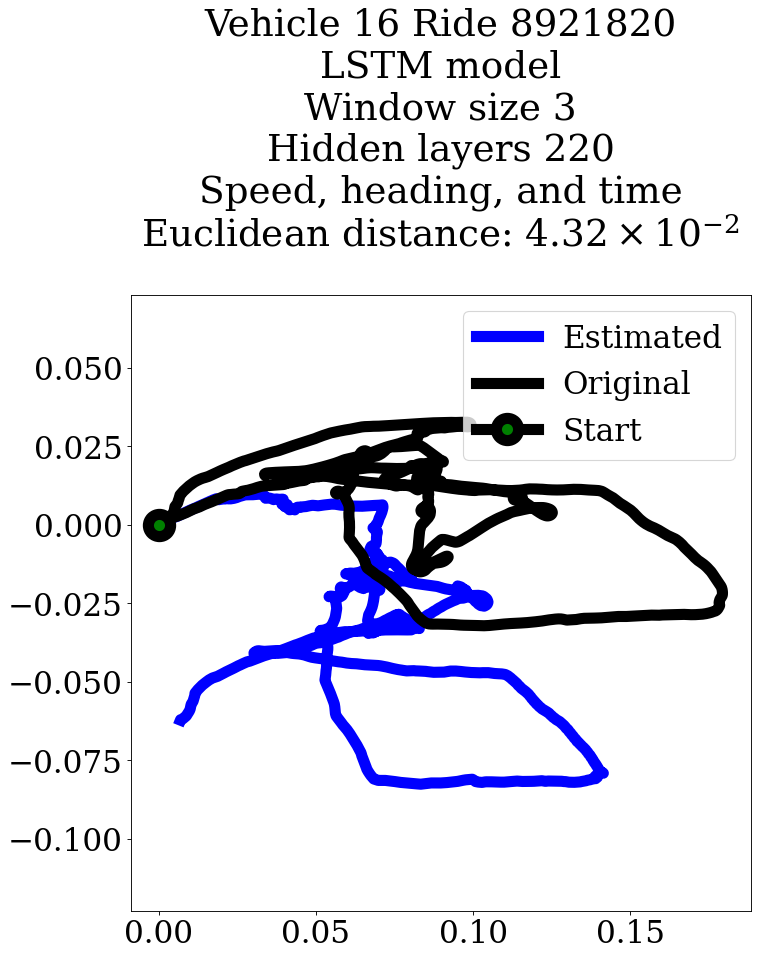 Vehicle 16 Ride 8921820
LSTM model
Window size 3
Hidden layers 220
Speed, heading, and time
Euclidean distance: 4.32 × 10⁻²
Estimated
Original
Start
0.050
0.025
0.000
−0.025
−0.050
−0.075
−0.100
0.00 0.05 0.10 0.15